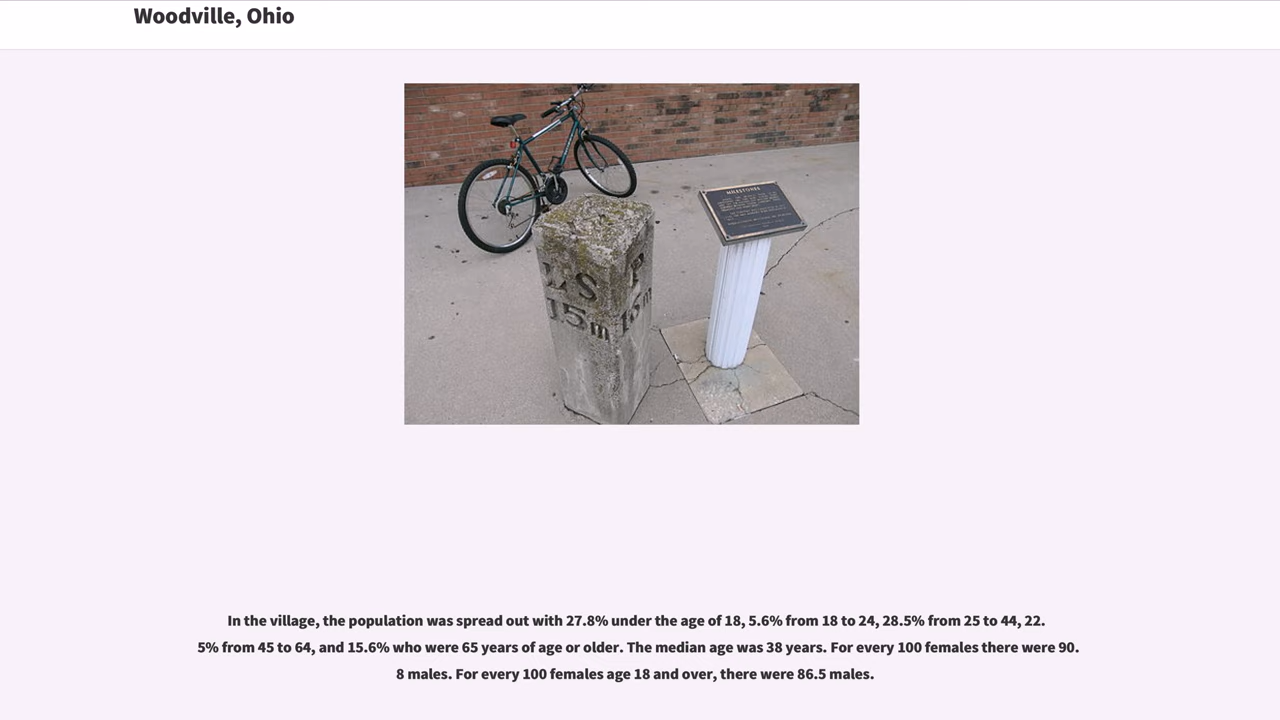 Woodville, Ohio
MILESTONES
L S P
15m 16m
In the village, the population was spread out with 27.8% under the age of 18, 5.6% from 18 to 24, 28.5% from 25 to 44, 22.
5% from 45 to 64, and 15.6% who were 65 years of age or older. The median age was 38 years. For every 100 females there were 90.
8 males. For every 100 females age 18 and over, there were 86.5 males.